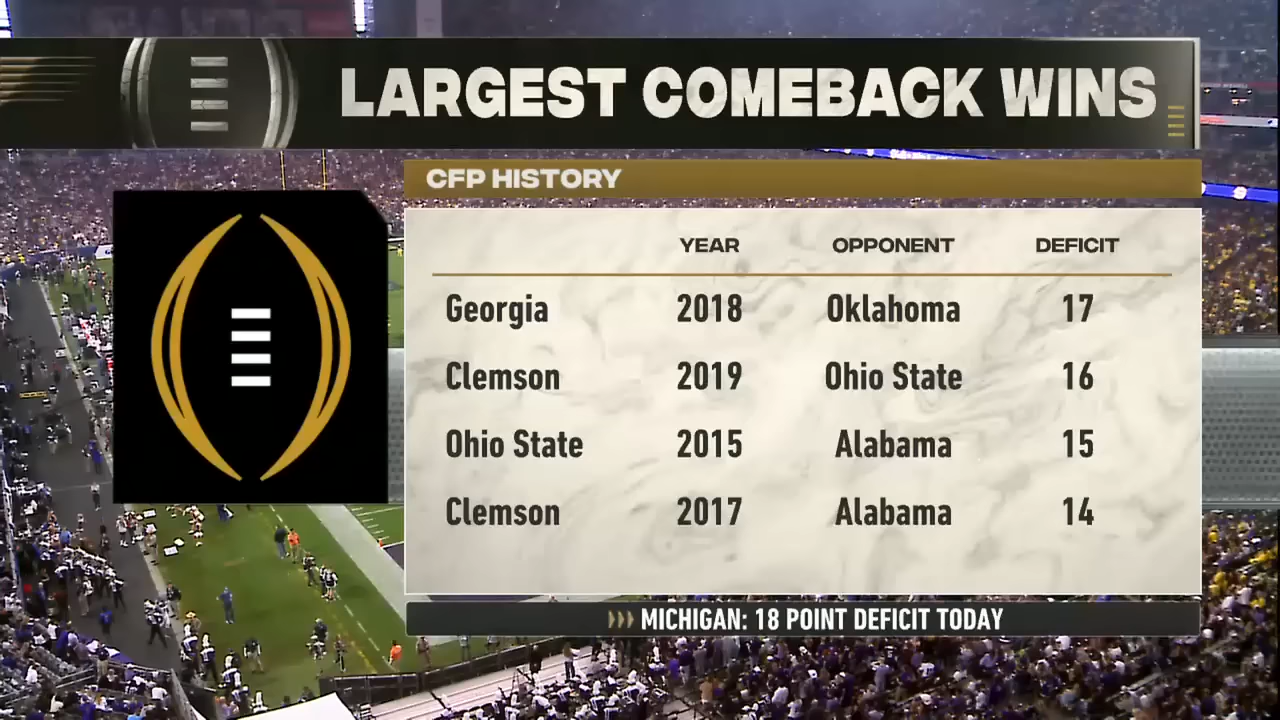 LARGEST COMEBACK WINS
CFP HISTORY
YEAR OPPONENT DEFICIT
Georgia 2018 Oklahoma 17
Clemson 2019 Ohio State 16
Ohio State 2015 Alabama 15
Clemson 2017 Alabama 14
MICHIGAN: 18 POINT DEFICIT TODAY